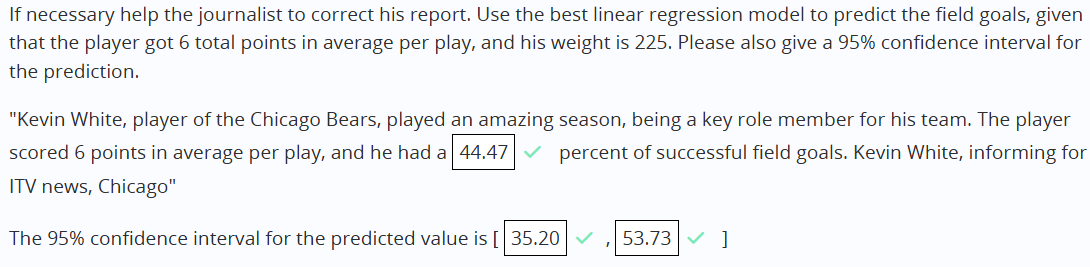 If necessary help the journalist to correct his report. Use the best linear regression model to predict the field goals, given
that the player got 6 total points in average per play, and his weight is 225. Please also give a 95% confidence interval for
the prediction.
"Kevin White, player of the Chicago Bears, played an amazing season, being a key role member for his team. The player
scored 6 points in average per play, and he had a 44.47 ✓ percent of successful field goals. Kevin White, informing for
ITV news, Chicago"
The 95% confidence interval for the predicted value is [ 35.20 ✓ , 53.73 ✓ ]